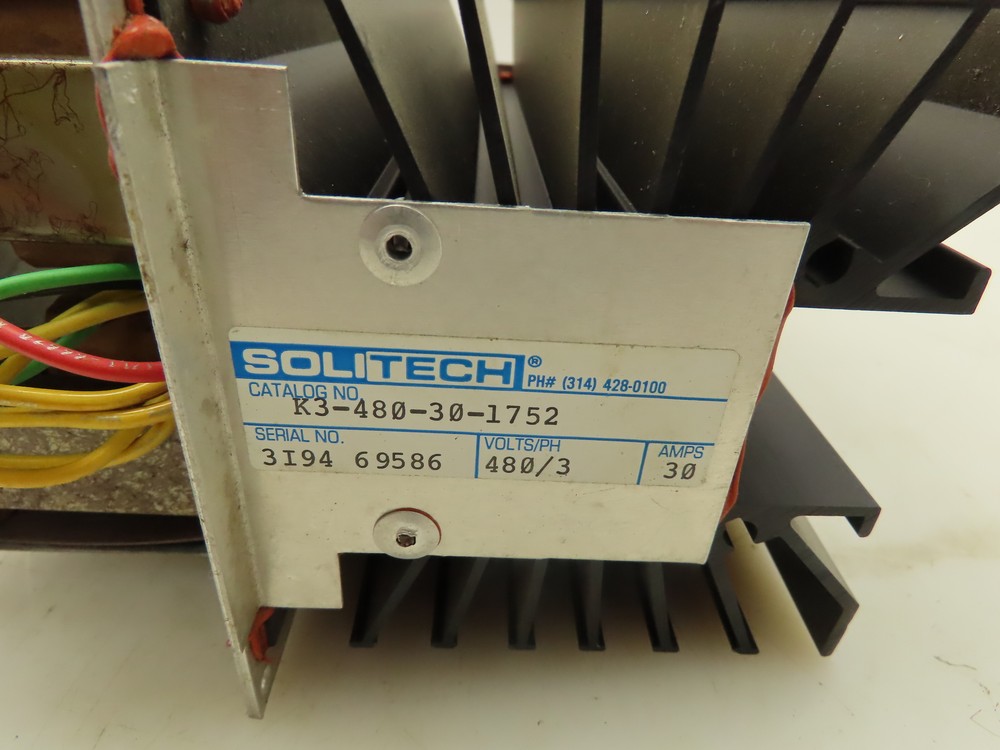 SOLITECH® PH# (314) 428-0100
CATALOG NO.
K3-480-30-1752
SERIAL NO. VOLTS/PH AMPS
3I94 69586 480/3 30